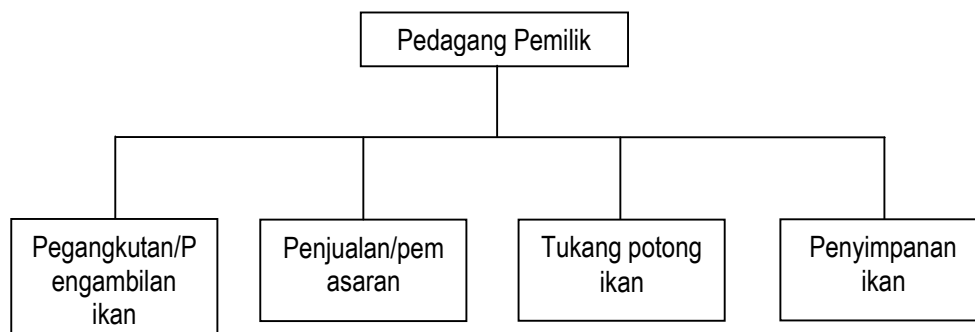 Pedagang Pemilik
Pegangkutan/P
engambilan
ikan
Penjualan/pem
asaran
Tukang potong
ikan
Penyimpanan
ikan